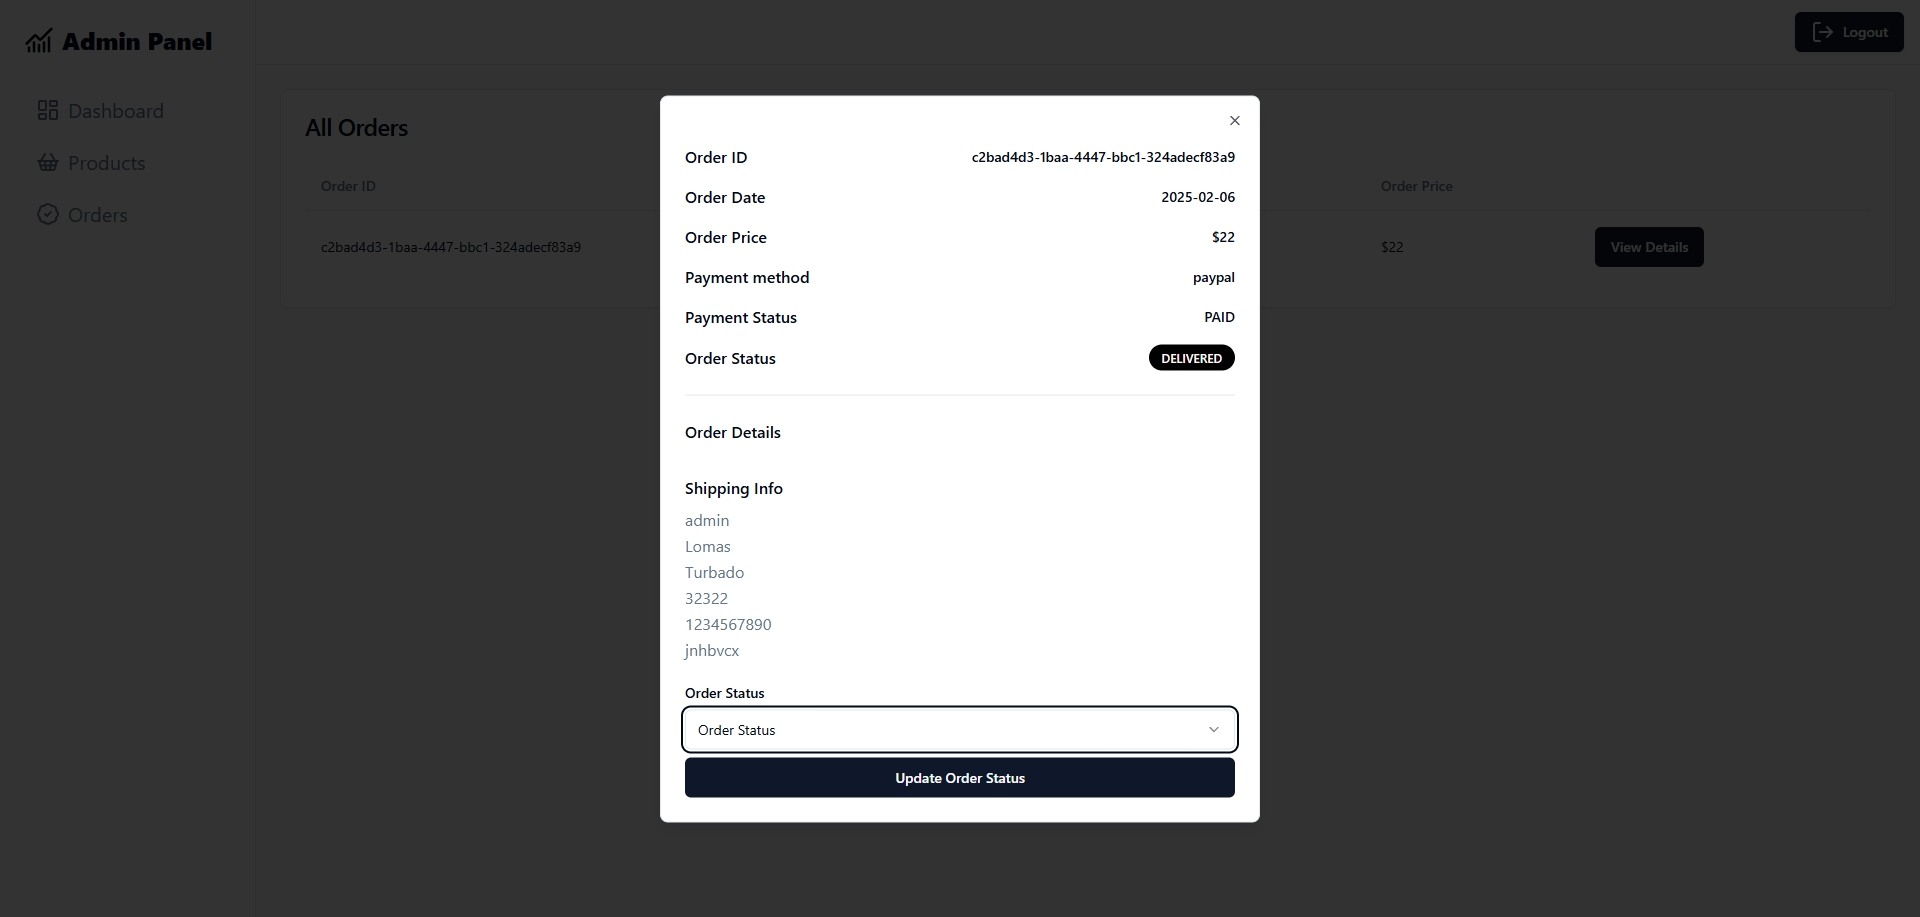 Admin Panel
Logout
Dashboard
Products
Orders
All Orders
Order ID
Order Price
c2bad4d3-1baa-4447-bbc1-324adecf83a9
$22
View Details
Order ID
c2bad4d3-1baa-4447-bbc1-324adecf83a9
Order Date
2025-02-06
Order Price
$22
Payment method
paypal
Payment Status
PAID
Order Status
DELIVERED
Order Details
Shipping Info
admin
Lomas
Turbado
32322
1234567890
jnhbvcx
Order Status
Order Status
Update Order Status